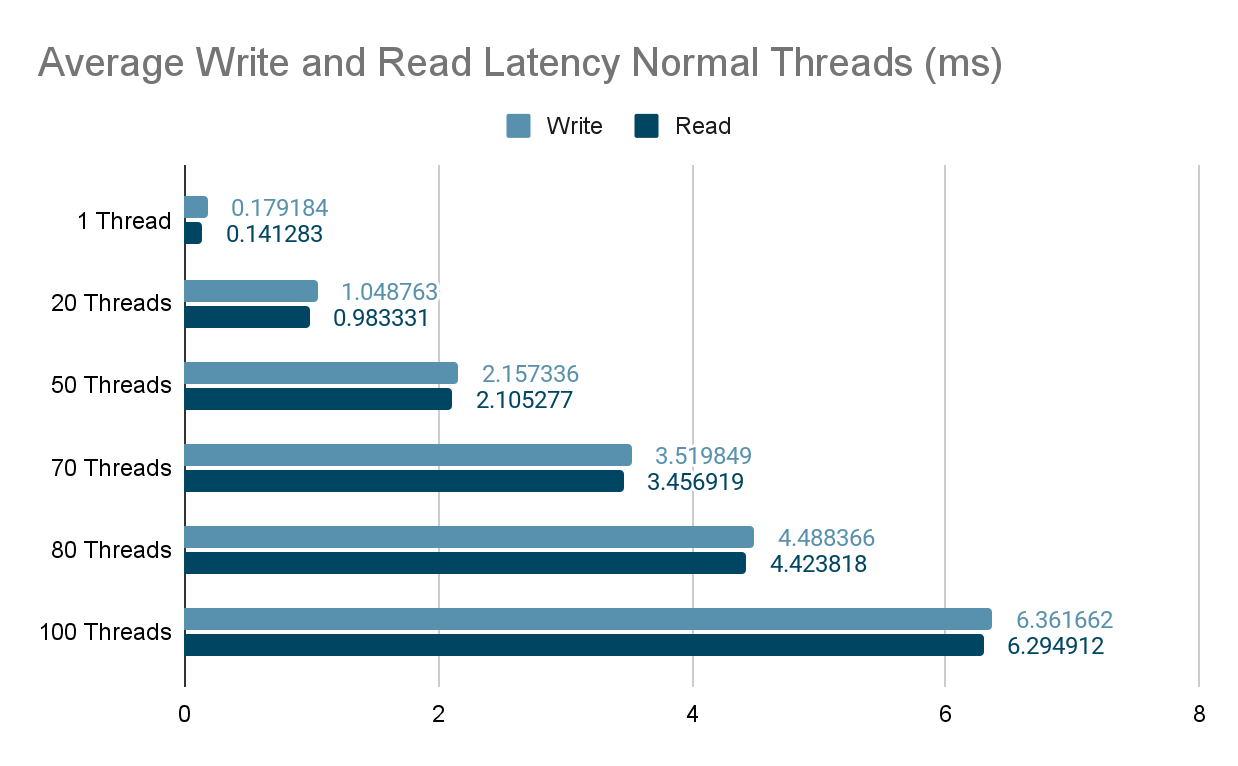 Average Write and Read Latency Normal Threads (ms)
Write Read
1 Thread 0.179184
0.141283
20 Threads 1.048763
0.983331
50 Threads 2.157336
2.105277
70 Threads 3.519849
3.456919
80 Threads 4.488366
4.423818
100 Threads 6.361662
6.294912
0 2 4 6 8